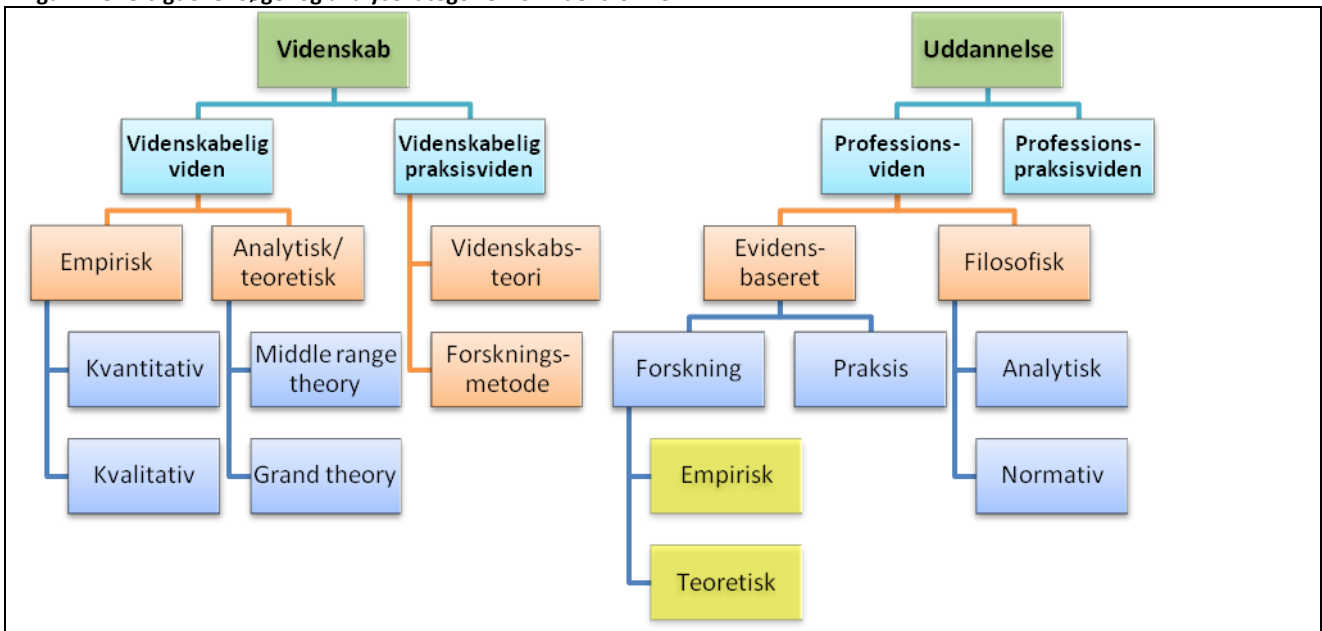 Videnskab
Videnskabelig
viden
Videnskabelig
praksisviden
Empirisk
Analytisk/
teoretisk
Videnskabs-
teori
Kvantitativ
Middle range
theory
Forsknings-
metode
Kvalitativ
Grand theory
Uddannelse
Professions-
viden
Professions-
praksisviden
Evidens-
baseret
Filosofisk
Forskning
Praksis
Analytisk
Empirisk
Normativ
Teoretisk